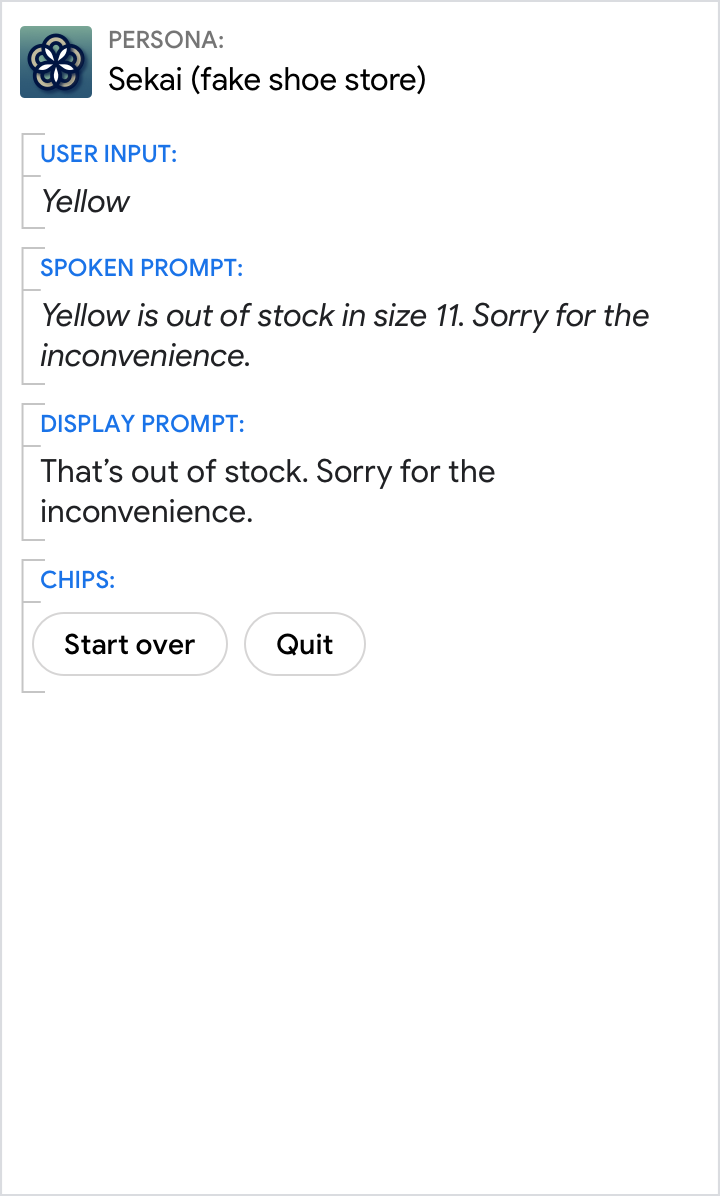 PERSONA:
Sekai (fake shoe store)
USER INPUT:
Yellow
SPOKEN PROMPT:
Yellow is out of stock in size 11. Sorry for the
inconvenience.
DISPLAY PROMPT:
That’s out of stock. Sorry for the
inconvenience.
CHIPS:
Start over Quit